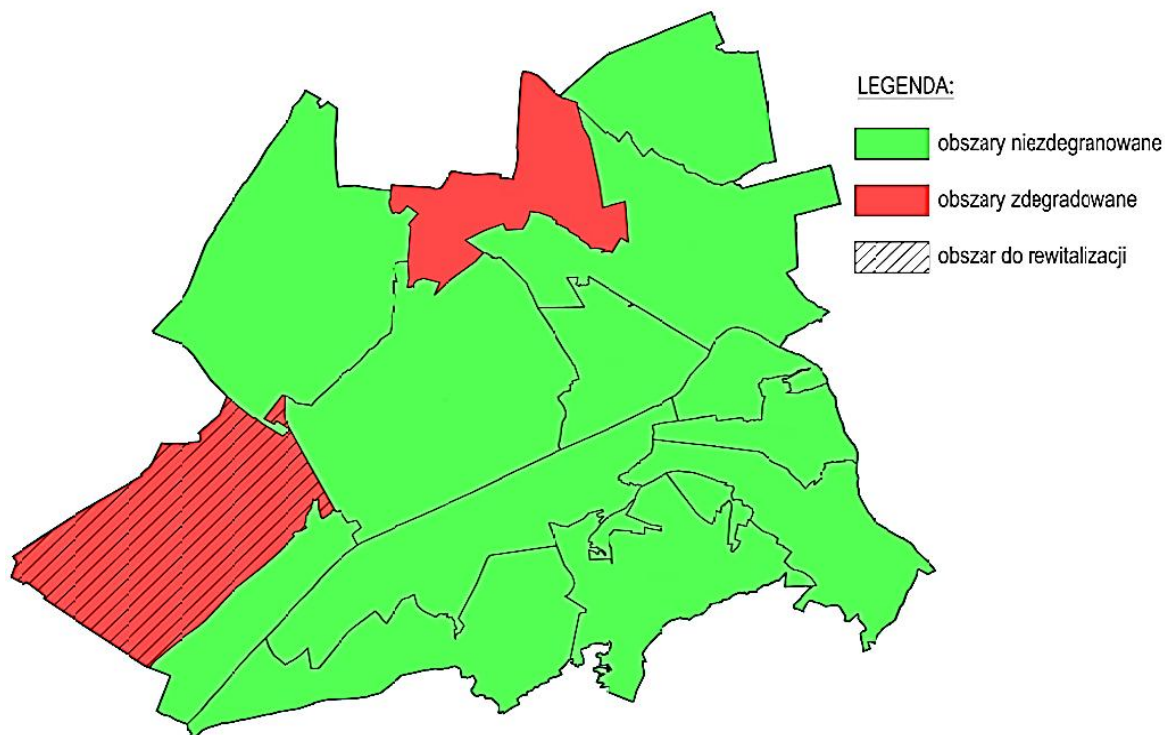 LEGENDA:
obszary niezdegranowane
obszary zdegradowane
obszar do rewitalizacji